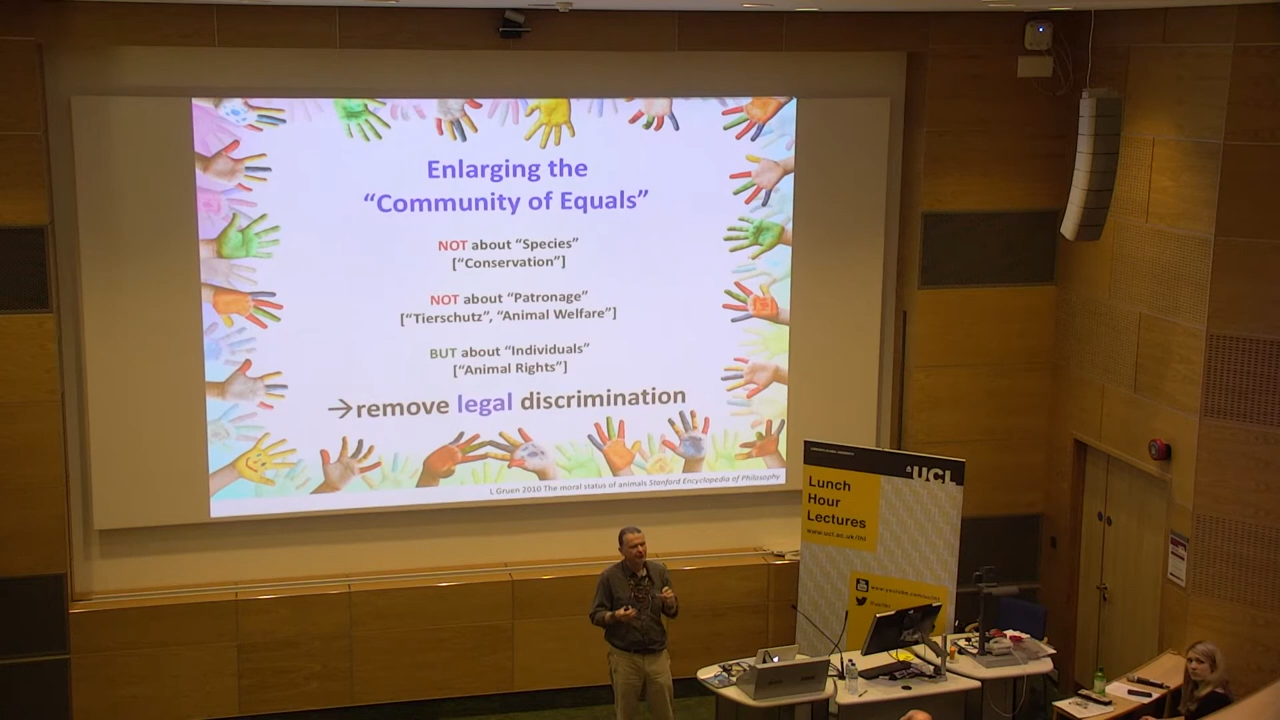 Enlarging the
“Community of Equals”
NOT about “Species”
[“Conservation”]
NOT about “Patronage”
[“Tierschutz”, “Animal Welfare”]
BUT about “Individuals”
[“Animal Rights”]
→remove legal discrimination
L Gruen 2010 The moral status of animals Stanford Encyclopedia of Philosophy
UCL
Lunch
Hour
Lectures
www.ucl.ac.uk/lhl